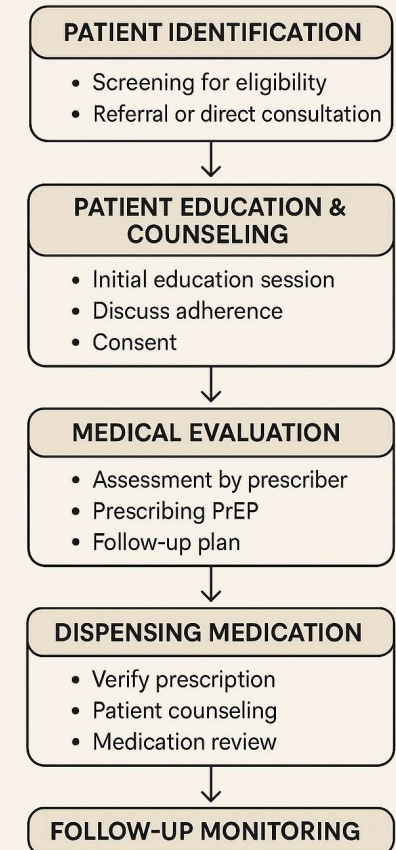 PATIENT IDENTIFICATION
• Screening for eligibility
• Referral or direct consultation
PATIENT EDUCATION &
COUNSELING
• Initial education session
• Discuss adherence
• Consent
MEDICAL EVALUATION
• Assessment by prescriber
• Prescribing PrEP
• Follow-up plan
DISPENSING MEDICATION
• Verify prescription
• Patient counseling
• Medication review
FOLLOW-UP MONITORING